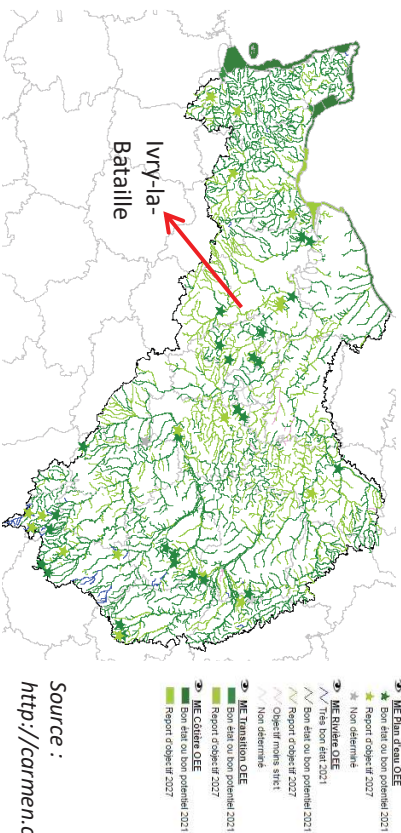 Ivry-la-
Bataille
ME Plan d'eau OEE
Bon état ou bon potentiel 2021
Report d'objectif 2027
Non déterminé
ME Rivière OEE
Très bon état 2021
Bon état ou bon potentiel 2021
Report d'objectif 2027
Objectif moins strict
Non déterminé
ME Transition OEE
Bon état ou bon potentiel 2021
Report d'objectif 2027
ME Côtière OEE
Bon état ou bon potentiel 2021
Report d'objectif 2027
Source :
http://carmen.c